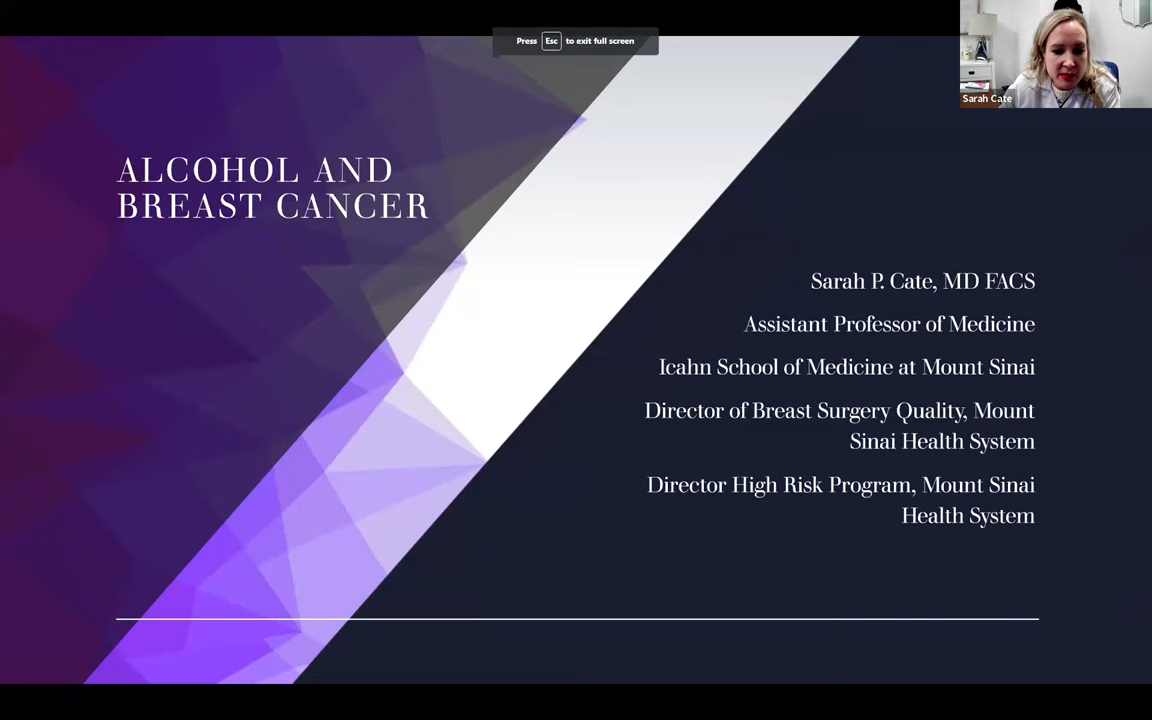 Press Esc to exit full screen
Sarah Cate
ALCOHOL AND
BREAST CANCER
Sarah P. Cate, MD FACS
Assistant Professor of Medicine
Icahn School of Medicine at Mount Sinai
Director of Breast Surgery Quality, Mount
Sinai Health System
Director High Risk Program, Mount Sinai
Health System